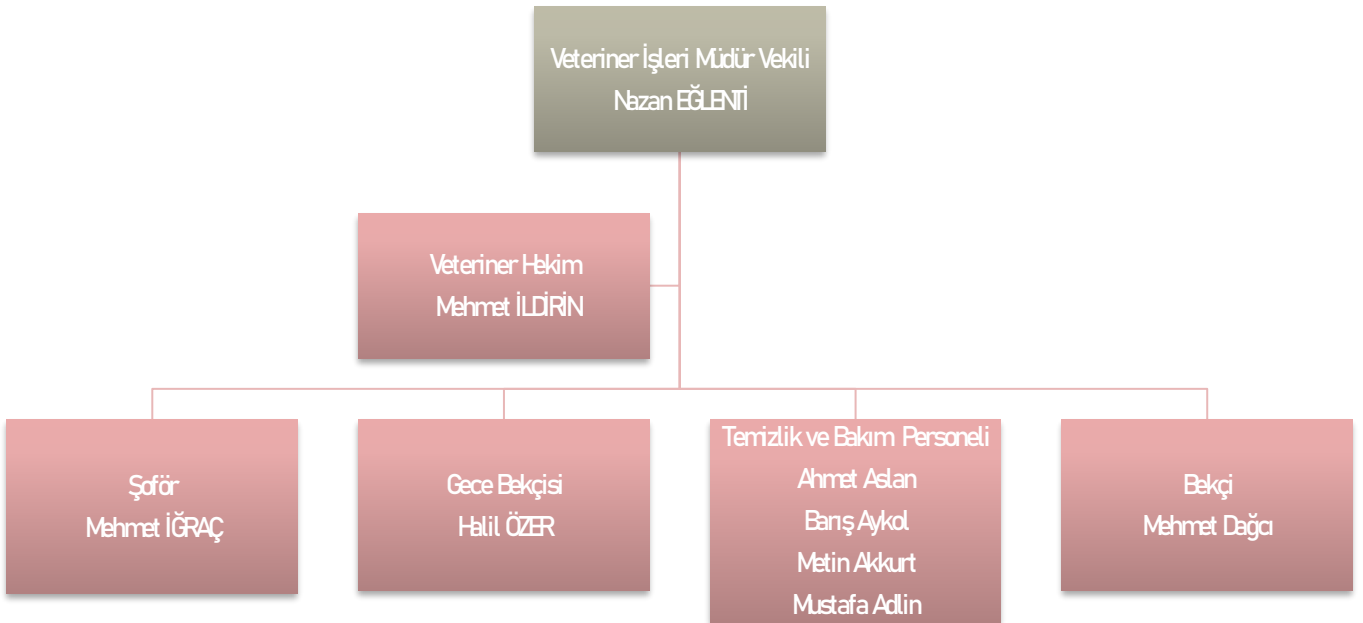 Veteriner İşleri Müdür Vekili
Nazan EĞLENTİ
Veteriner Hekim
Mehmet İLDİRİN
Şoför
Mehmet İĞRAÇ
Gece Bekçisi
Halil ÖZER
Temizlik ve Bakım Personeli
Ahmet Aslan
Barış Aykol
Metin Akkurt
Mustafa Adlin
Bekçi
Mehmet Dağcı